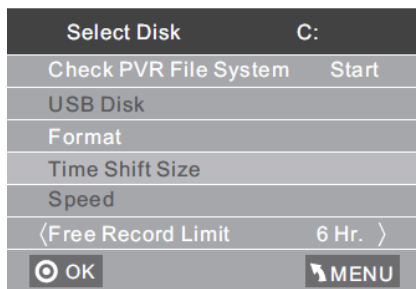 Select Disk C:
Check PVR File System Start
USB Disk
Format
Time Shift Size
Speed
〈Free Record Limit 6 Hr. 〉
OK MENU